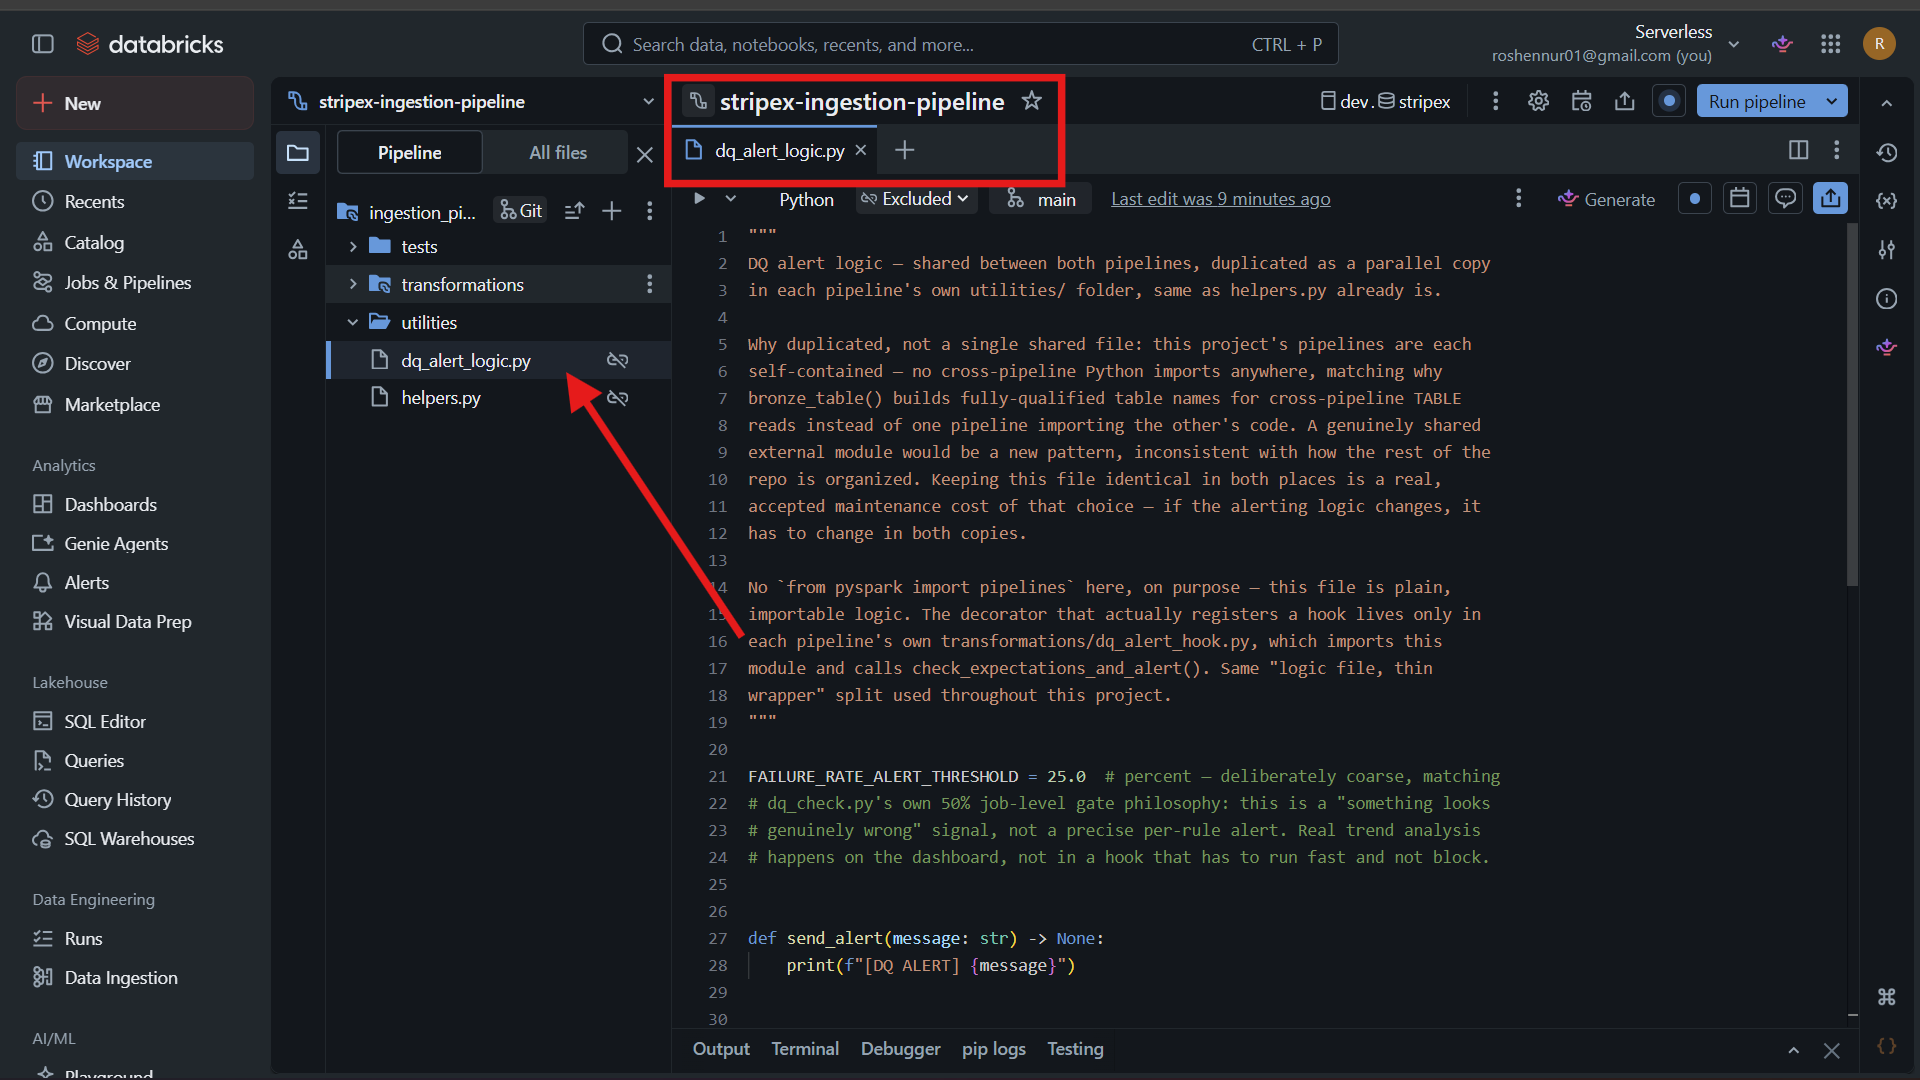 databricks
Search data, notebooks, recents, and more...
CTRL + P
Serverless
roshennur01@gmail.com (you)
R
New
Workspace
Recents
Catalog
Jobs & Pipelines
Compute
Discover
Marketplace
Analytics
Dashboards
Genie Agents
Alerts
Visual Data Prep
Lakehouse
SQL Editor
Queries
Query History
SQL Warehouses
Data Engineering
Runs
Data Ingestion
AI/ML
Playground
stripex-ingestion-pipeline
Pipeline
All files
ingestion_pi...
Git
tests
transformations
utilities
dq_alert_logic.py
helpers.py
stripex-ingestion-pipeline
dev.stripex
Run pipeline
dq_alert_logic.py
Python
Excluded
main
Last edit was 9 minutes ago
Generate
1 """
2 DQ alert logic — shared between both pipelines, duplicated as a parallel copy
3 in each pipeline's own utilities/ folder, same as helpers.py already is.
4
5 Why duplicated, not a single shared file: this project's pipelines are each
6 self-contained — no cross-pipeline Python imports anywhere, matching why
7 bronze_table() builds fully-qualified table names for cross-pipeline TABLE
8 reads instead of one pipeline importing the other's code. A genuinely shared
9 external module would be a new pattern, inconsistent with how the rest of the
10 repo is organized. Keeping this file identical in both places is a real,
11 accepted maintenance cost of that choice — if the alerting logic changes, it
12 has to change in both copies.
13
14 No `from pyspark import pipelines` here, on purpose — this file is plain,
15 importable logic. The decorator that actually registers a hook lives only in
16 each pipeline's own transformations/dq_alert_hook.py, which imports this
17 module and calls check_expectations_and_alert(). Same "logic file, thin
18 wrapper" split used throughout this project.
19 """
20
21 FAILURE_RATE_ALERT_THRESHOLD = 25.0  # percent — deliberately coarse, matching
22 # dq_check.py's own 50% job-level gate philosophy: this is a "something looks
23 # genuinely wrong" signal, not a precise per-rule alert. Real trend analysis
24 # happens on the dashboard, not in a hook that has to run fast and not block.
25
26
27 def send_alert(message: str) -> None:
28     print(f"[DQ ALERT] {message}")
29
30
Output
Terminal
Debugger
pip logs
Testing